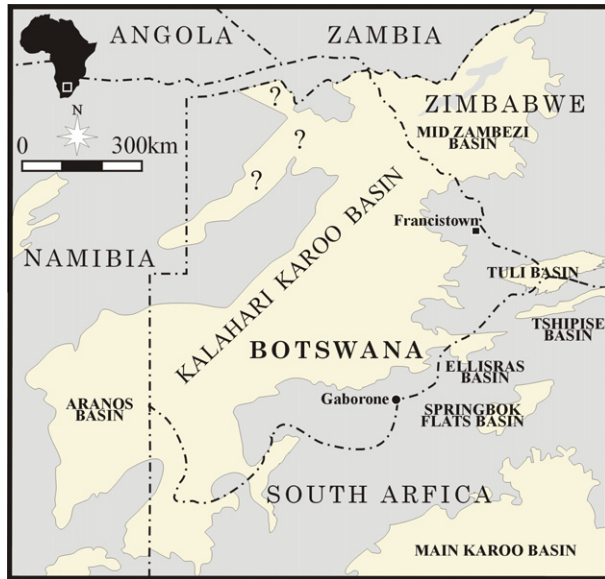 ANGOLA
ZAMBIA
N
0 300km
?
?
?
ZIMBABWE
MID ZAMBEZI
BASIN
Francistown
NAMIBIA
TULI BASIN
TSHIPISE
BASIN
KALAHARI KAROO BASIN
BOTSWANA
ELLISRAS
BASIN
ARANOS
BASIN
Gaborone
SPRINGBOK
FLATS BASIN
SOUTH ARFICA
MAIN KAROO BASIN